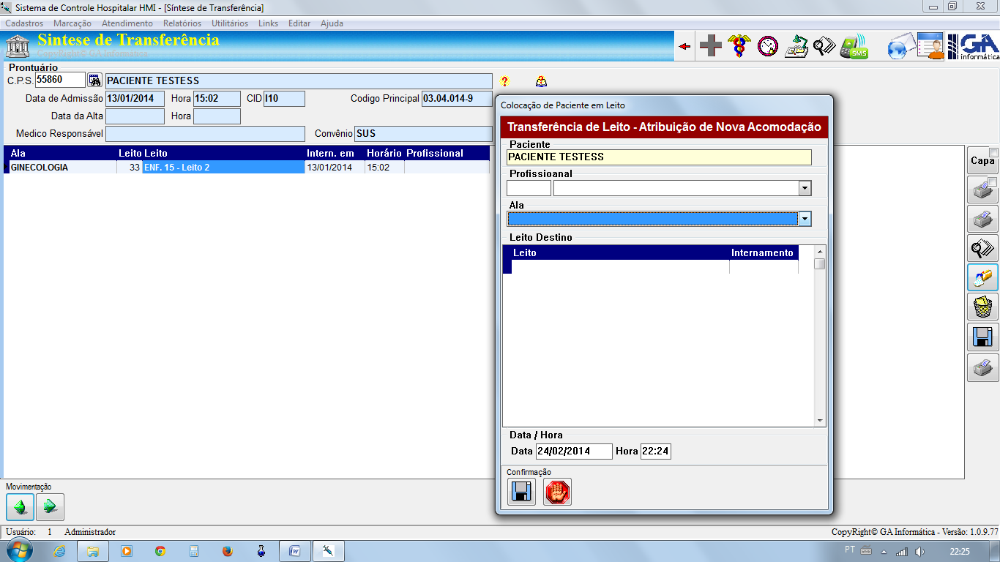 Sistema de Controle Hospitalar HMI - [Síntese de Transferência]
Cadastros Marcação Atendimento Relatórios Utilitários Links Editar Ajuda
Síntese de Transferência
CopyRight© GA Informática
SMS
GA
informática
Prontuário
C.P.S. 55860 PACIENTE TESTESS ?
Data de Admissão 13/01/2014 Hora 15:02 CID I10 Codigo Principal 03.04.014-9
Data da Alta Hora
Medico Responsável Convênio SUS
Ala Leito Leito Intern. em Horário Profissional
GINECOLOGIA 33 ENF. 15 - Leito 2 13/01/2014 15:02
Capa
Colocação de Paciente em Leito
Transferência de Leito - Atribuição de Nova Acomodação
Paciente
PACIENTE TESTESS
Profissioanal
Ala
Leito Destino
Leito Internamento
Data / Hora
Data 24/02/2014 Hora 22:24
Confirmação
Movimentação
Usuário: 1 Administrador
CopyRight© GA Informática - Versão: 1.0.9.77
PT 22:25